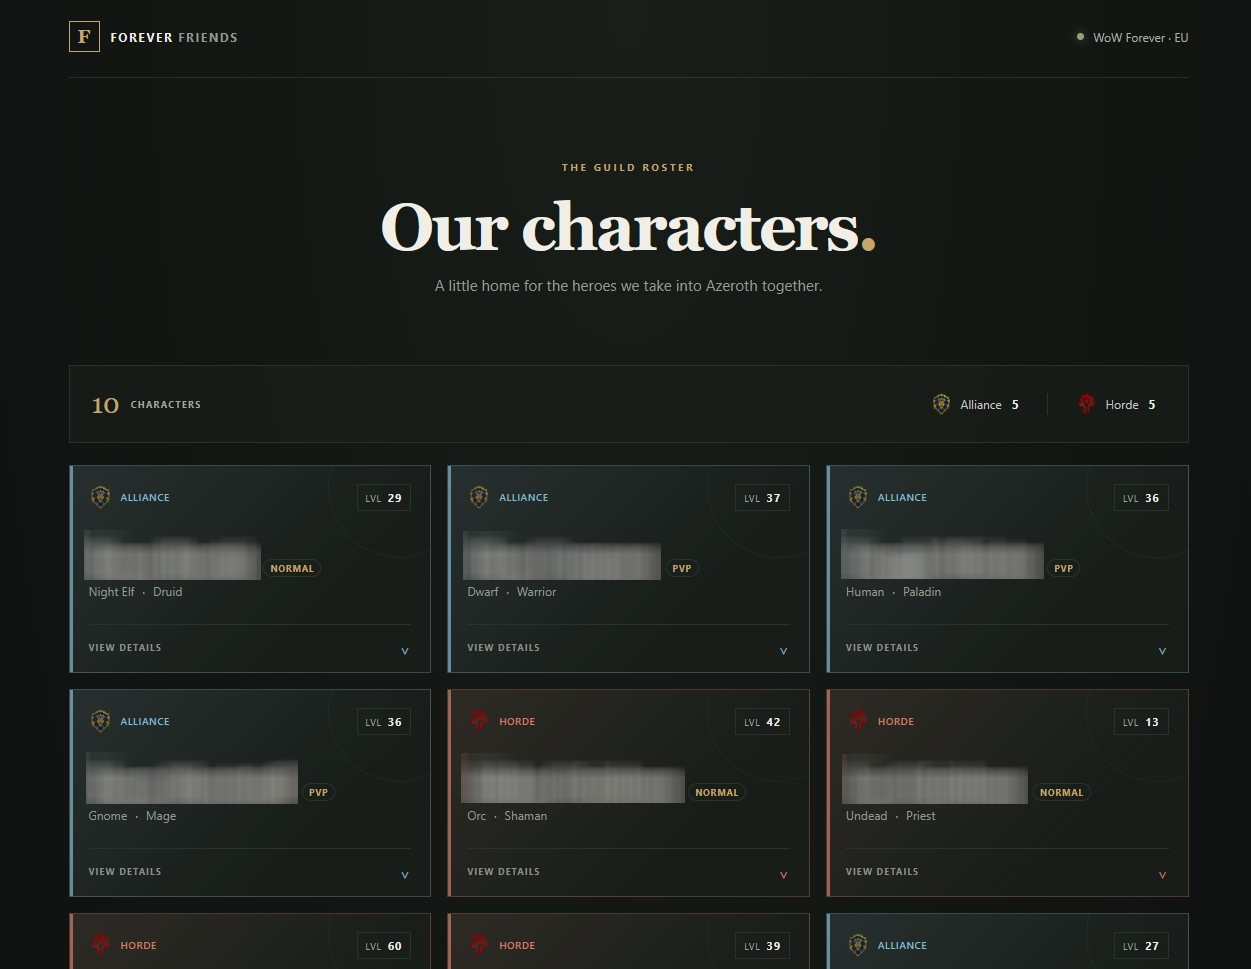 F FOREVER FRIENDS
WoW Forever · EU
THE GUILD ROSTER
Our characters.
A little home for the heroes we take into Azeroth together.
10 CHARACTERS
Alliance 5
Horde 5
ALLIANCE LVL 29
NORMAL
Night Elf · Druid
VIEW DETAILS
ALLIANCE LVL 37
PVP
Dwarf · Warrior
VIEW DETAILS
ALLIANCE LVL 36
PVP
Human · Paladin
VIEW DETAILS
ALLIANCE LVL 36
PVP
Gnome · Mage
VIEW DETAILS
HORDE LVL 42
NORMAL
Orc · Shaman
VIEW DETAILS
HORDE LVL 13
NORMAL
Undead · Priest
VIEW DETAILS
HORDE LVL 60
HORDE LVL 39
ALLIANCE LVL 27